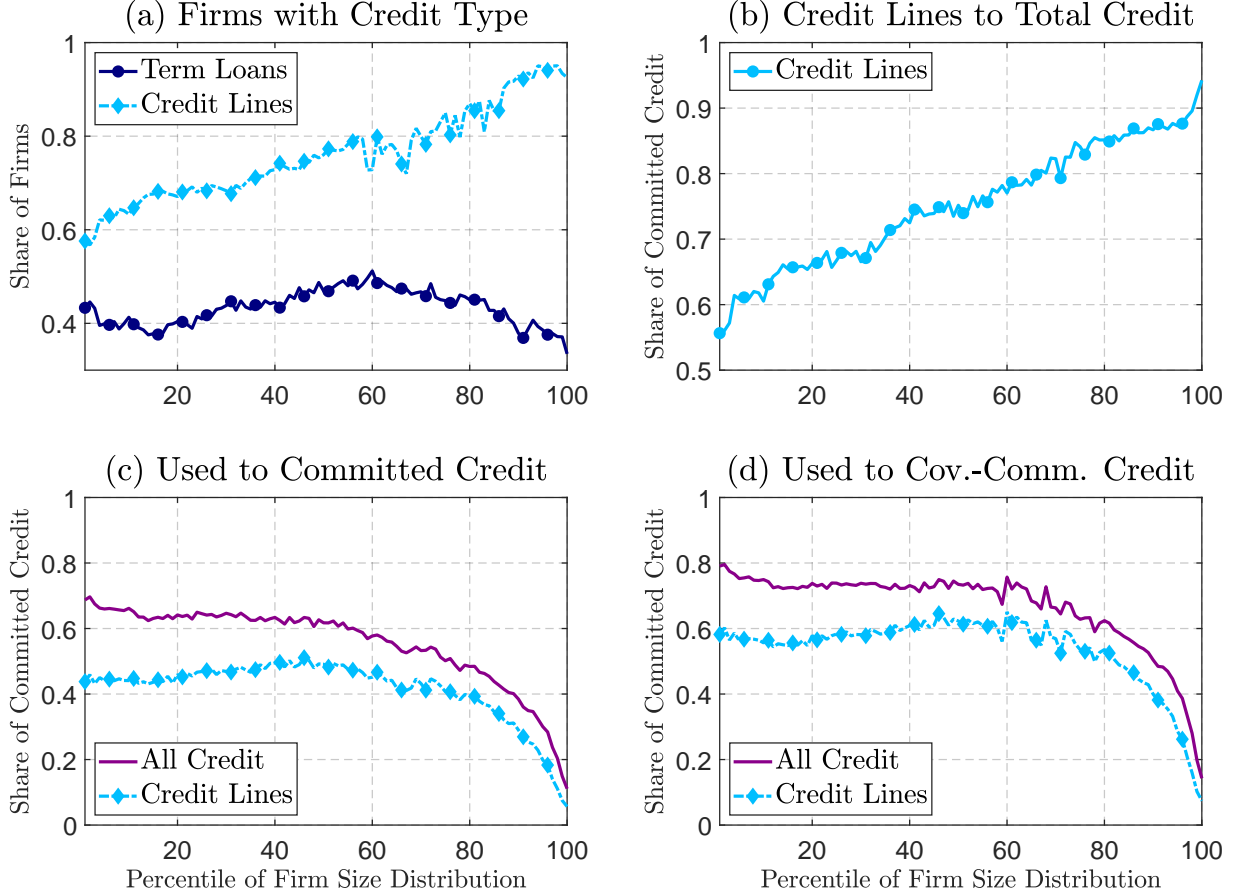 (a) Firms with Credit Type
Share of Firms
1
0.8
0.6
0.4
Term Loans
Credit Lines
20 40 60 80 100
(b) Credit Lines to Total Credit
Share of Committed Credit
1
0.9
0.8
0.7
0.6
0.5
Credit Lines
20 40 60 80 100
(c) Used to Committed Credit
Share of Committed Credit
1
0.8
0.6
0.4
0.2
0
All Credit
Credit Lines
20 40 60 80 100
Percentile of Firm Size Distribution
(d) Used to Cov.-Comm. Credit
Share of Committed Credit
1
0.8
0.6
0.4
0.2
0
All Credit
Credit Lines
20 40 60 80 100
Percentile of Firm Size Distribution